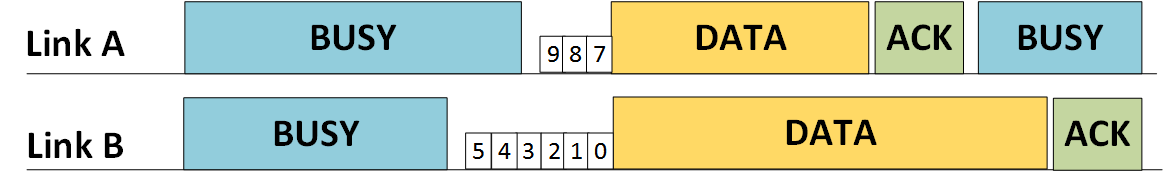 Link A BUSY 9 8 7 DATA ACK BUSY
Link B BUSY 5 4 3 2 1 0 DATA ACK